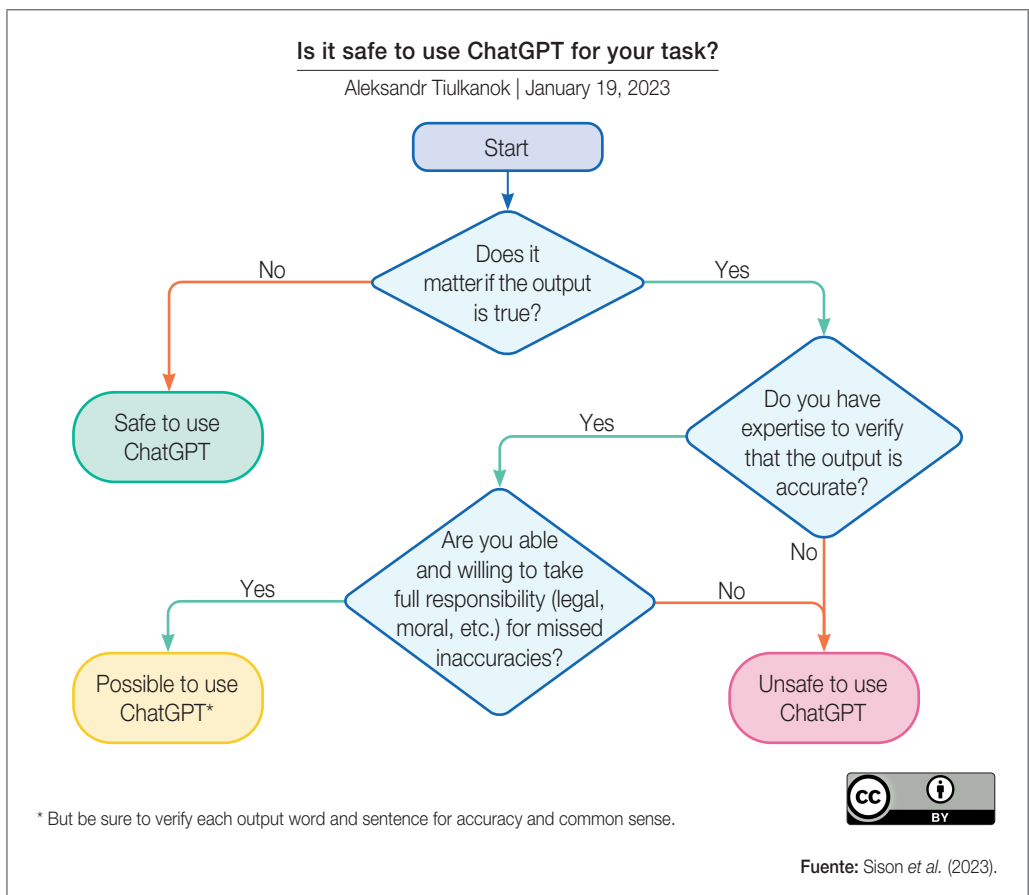 Is it safe to use ChatGPT for your task?
Aleksandr Tiulkanok | January 19, 2023
Start
Does it
matter if the output
is true?
No
Yes
Safe to use
ChatGPT
Do you have
expertise to verify
that the output is
accurate?
Yes
No
Are you able
and willing to take
full responsibility (legal,
moral, etc.) for missed
inaccuracies?
Yes
No
Possible to use
ChatGPT*
Unsafe to use
ChatGPT
* But be sure to verify each output word and sentence for accuracy and common sense.
cc
BY
Fuente: Sison et al. (2023).